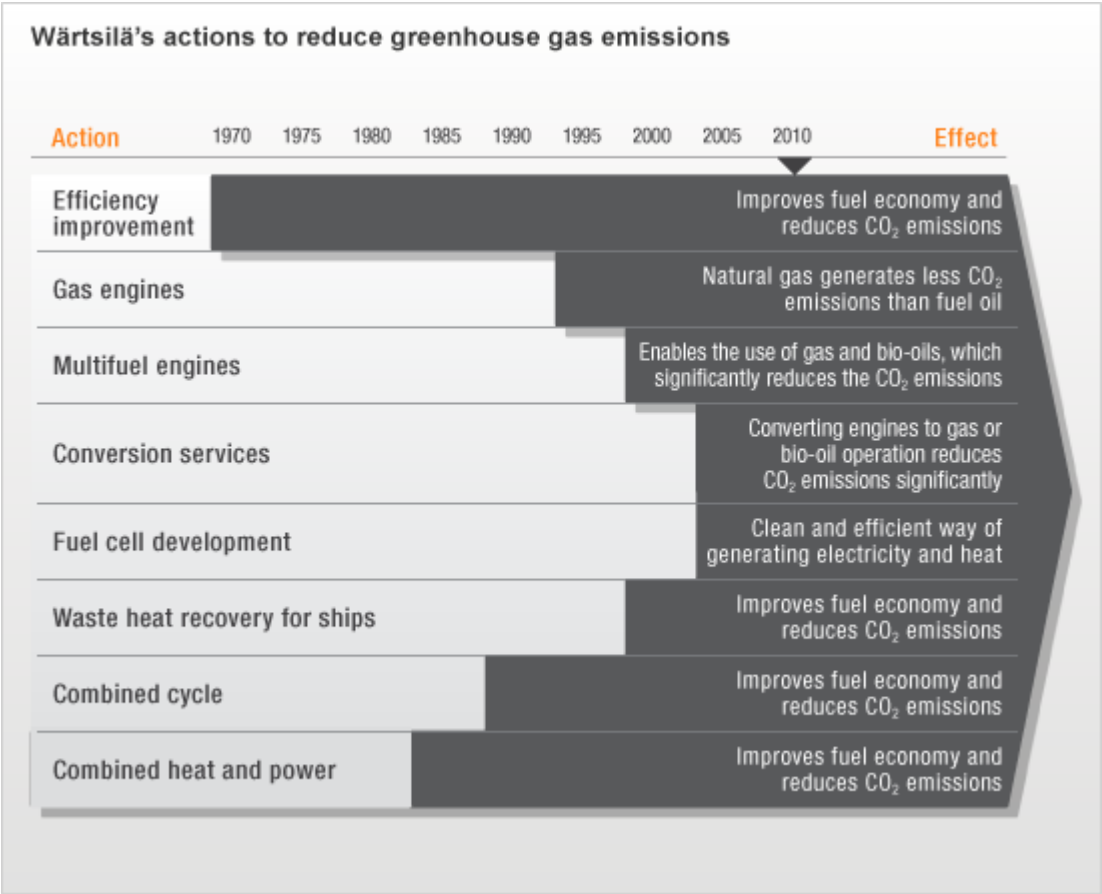 Wärtsilä's actions to reduce greenhouse gas emissions
Action 1970 1975 1980 1985 1990 1995 2000 2005 2010 Effect
Efficiency
improvement
Improves fuel economy and
reduces CO₂ emissions
Gas engines
Natural gas generates less CO₂
emissions than fuel oil
Multifuel engines
Enables the use of gas and bio-oils, which
significantly reduces the CO₂ emissions
Conversion services
Converting engines to gas or
bio-oil operation reduces
CO₂ emissions significantly
Fuel cell development
Clean and efficient way of
generating electricity and heat
Waste heat recovery for ships
Improves fuel economy and
reduces CO₂ emissions
Combined cycle
Improves fuel economy and
reduces CO₂ emissions
Combined heat and power
Improves fuel economy and
reduces CO₂ emissions